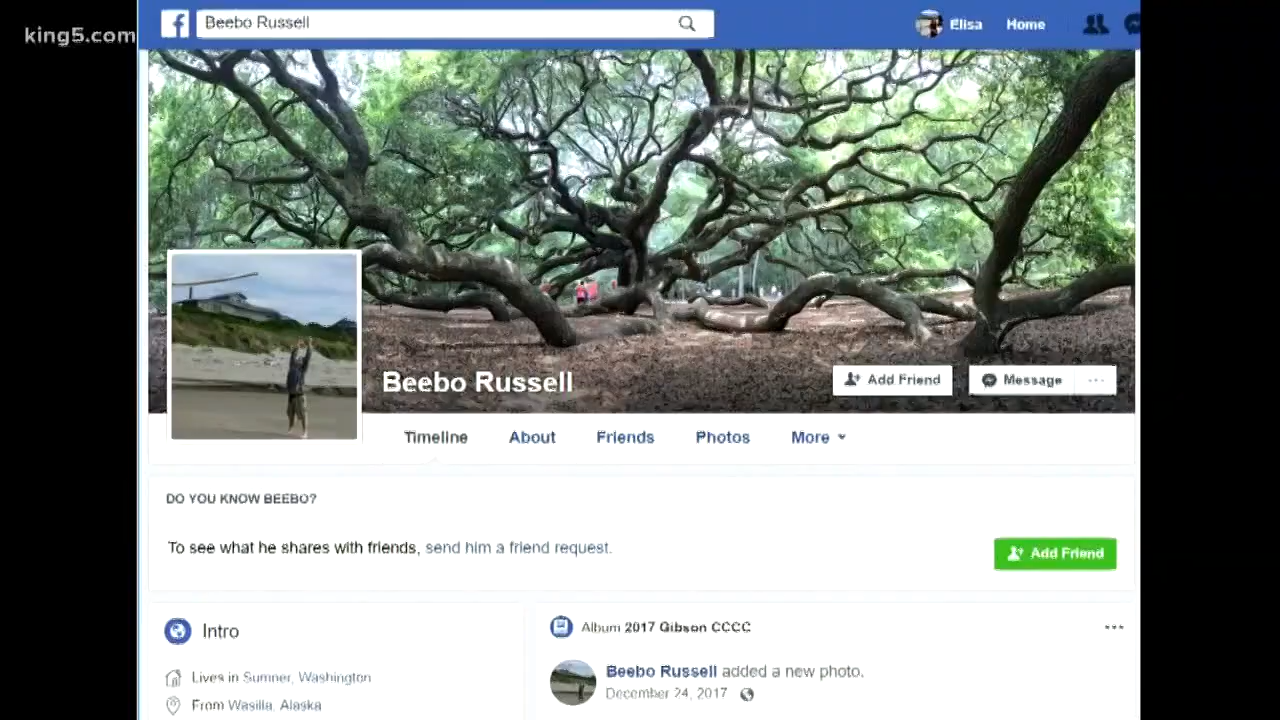 king5.com
Beebo Russell
Elisa
Home
Beebo Russell
Add Friend
Message
Timeline
About
Friends
Photos
More
DO YOU KNOW BEEBO?
To see what he shares with friends, send him a friend request.
Add Friend
Intro
Lives in Sumner, Washington
From Wasilla, Alaska
Album 2017 Gibson CCCC
Beebo Russell added a new photo.
December 24, 2017